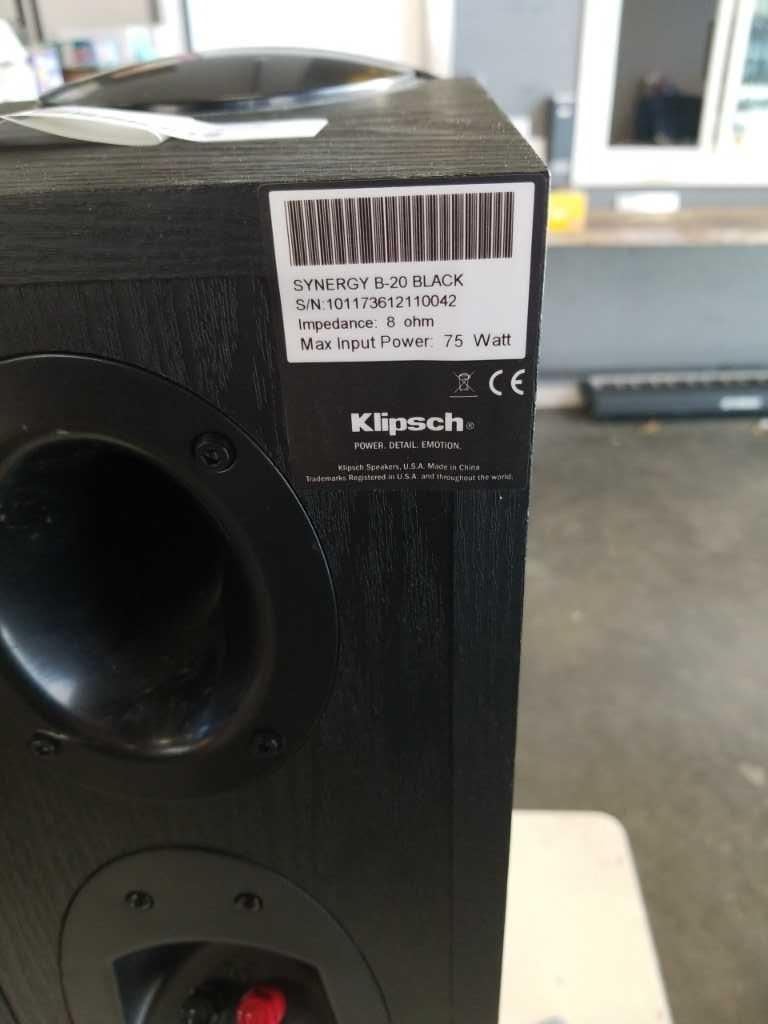 SYNERGY B-20 BLACK
S/N:101173612110042
Impedance: 8 ohm
Max Input Power: 75 Watt
CE
Klipsch®
POWER. DETAIL. EMOTION.
Klipsch Speakers, U.S.A. Made in China
Trademarks Registered in U.S.A. and throughout the world.